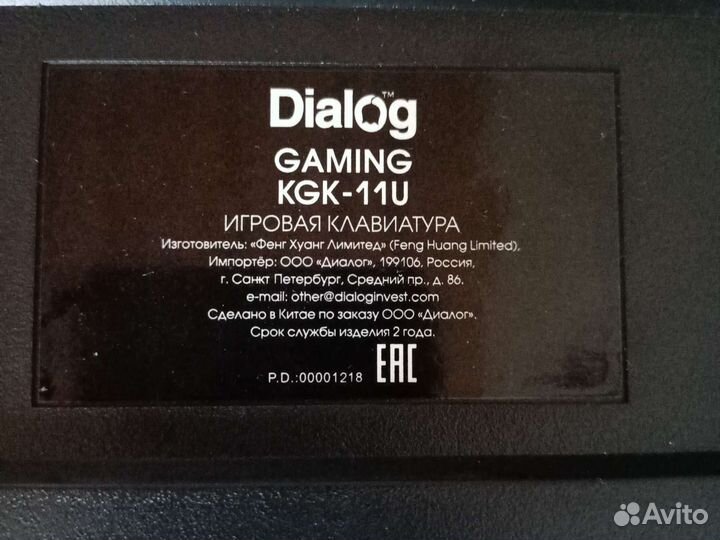 Dialog™
GAMING
KGK-11U
ИГРОВАЯ КЛАВИАТУРА
Изготовитель: «Фенг Хуанг Лимитед» (Feng Huang Limited),
Импортёр: ООО «Диалог», 199106, Россия,
г. Санкт Петербург, Средний пр., д. 86.
e-mail: other@dialoginvest.com
Сделано в Китае по заказу ООО «Диалог».
Срок службы изделия 2 года.
P.D.:00001218 EAC
Avito